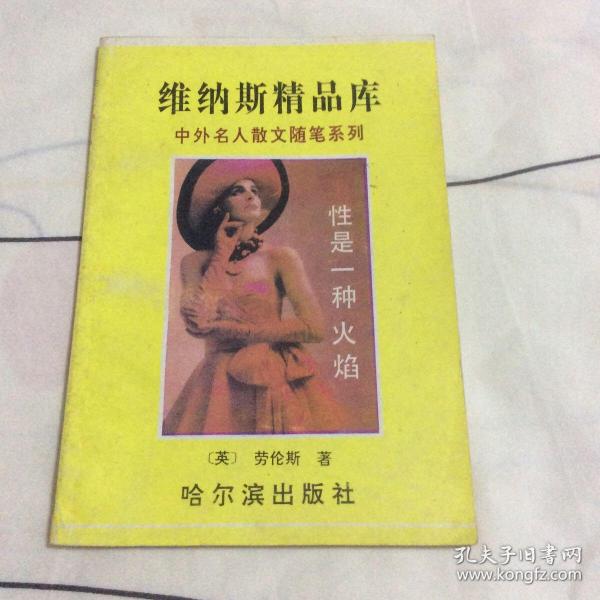 维纳斯精品库
中外名人散文随笔系列
性是一种火焰
〔英〕 劳伦斯 著
哈尔滨出版社
孔夫子旧书网
www.kongfz.com